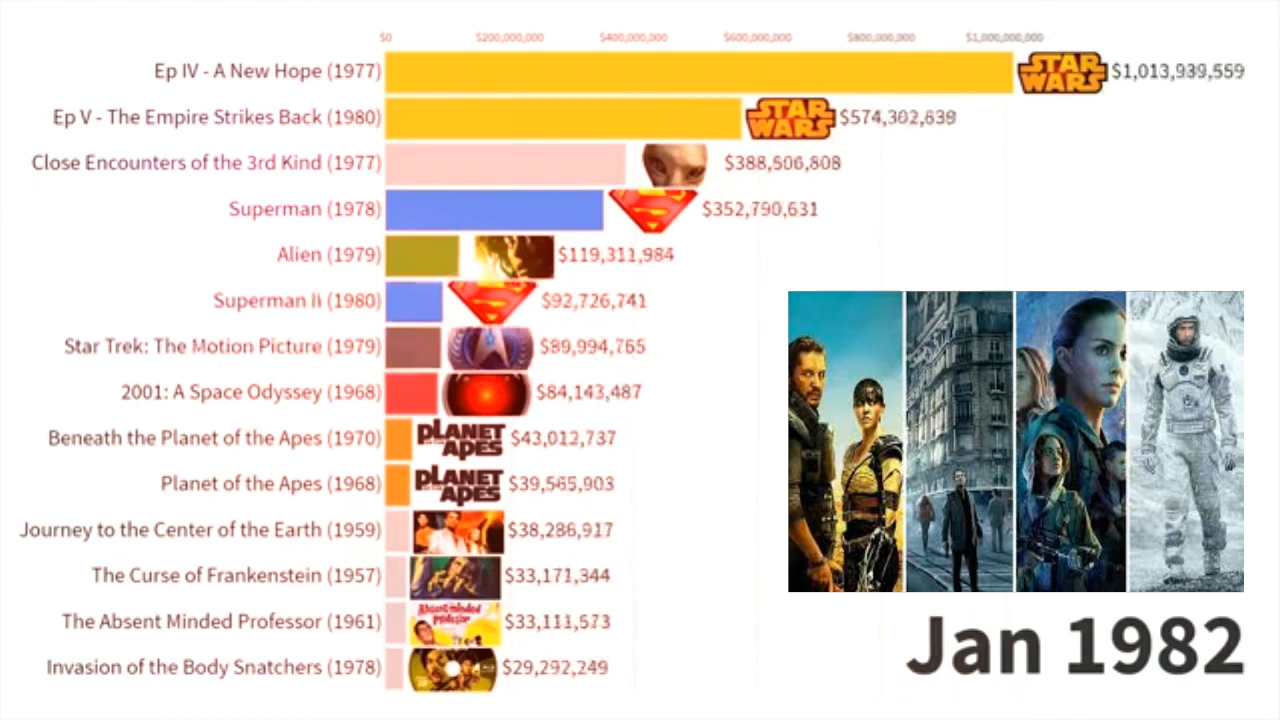 $0 $200,000,000 $400,000,000 $600,000,000 $800,000,000 $1,000,000,000
Ep IV - A New Hope (1977) STAR WARS $1,013,939,559
Ep V - The Empire Strikes Back (1980) STAR WARS $574,302,639
Close Encounters of the 3rd Kind (1977) $388,506,808
Superman (1978) $352,790,631
Alien (1979) $119,311,984
Superman II (1980) $92,726,741
Star Trek: The Motion Picture (1979) $89,994,765
2001: A Space Odyssey (1968) $84,143,487
Beneath the Planet of the Apes (1970) PLANET APES $43,012,737
Planet of the Apes (1968) PLANET APES $39,565,903
Journey to the Center of the Earth (1959) $38,286,917
The Curse of Frankenstein (1957) $33,171,344
The Absent Minded Professor (1961) Absent-minded professor $33,111,573
Invasion of the Body Snatchers (1978) $29,292,249
Jan 1982